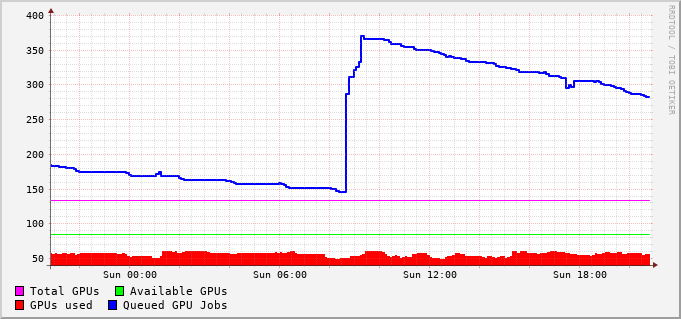 400
350
300
250
200
150
100
50
Sun 00:00 Sun 06:00 Sun 12:00 Sun 18:00
Total GPUs Available GPUs
GPUs used Queued GPU Jobs
RRDTOOL / TOBI OETIKER